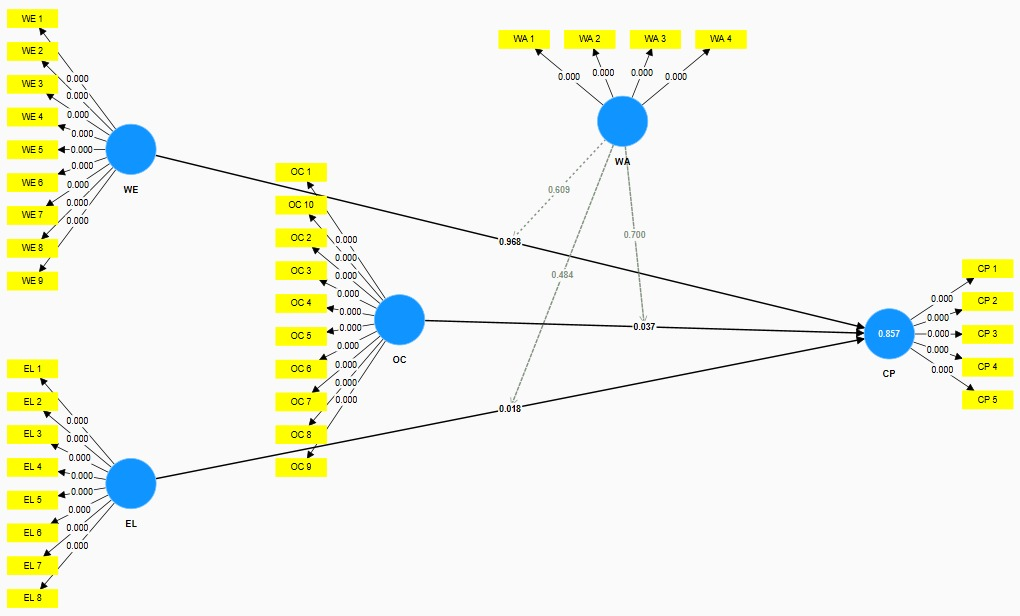 WE 1
WE 2
WE 3
WE 4
WE 5
WE 6
WE 7
WE 8
WE 9
0.000
0.000
0.000
0.000
0.000
0.000
0.000
0.000
0.000
WE
WA 1
WA 2
WA 3
WA 4
0.000
0.000
0.000
0.000
WA
OC 1
OC 10
OC 2
OC 3
OC 4
OC 5
OC 6
OC 7
OC 8
OC 9
0.000
0.000
0.000
0.000
0.000
0.000
0.000
0.000
0.000
0.000
OC
0.609
0.968
0.700
0.484
0.037
0.018
CP 1
CP 2
CP 3
CP 4
CP 5
0.000
0.000
0.000
0.000
0.000
0.857
CP
EL 1
EL 2
EL 3
EL 4
EL 5
EL 6
EL 7
EL 8
0.000
0.000
0.000
0.000
0.000
0.000
0.000
0.000
EL